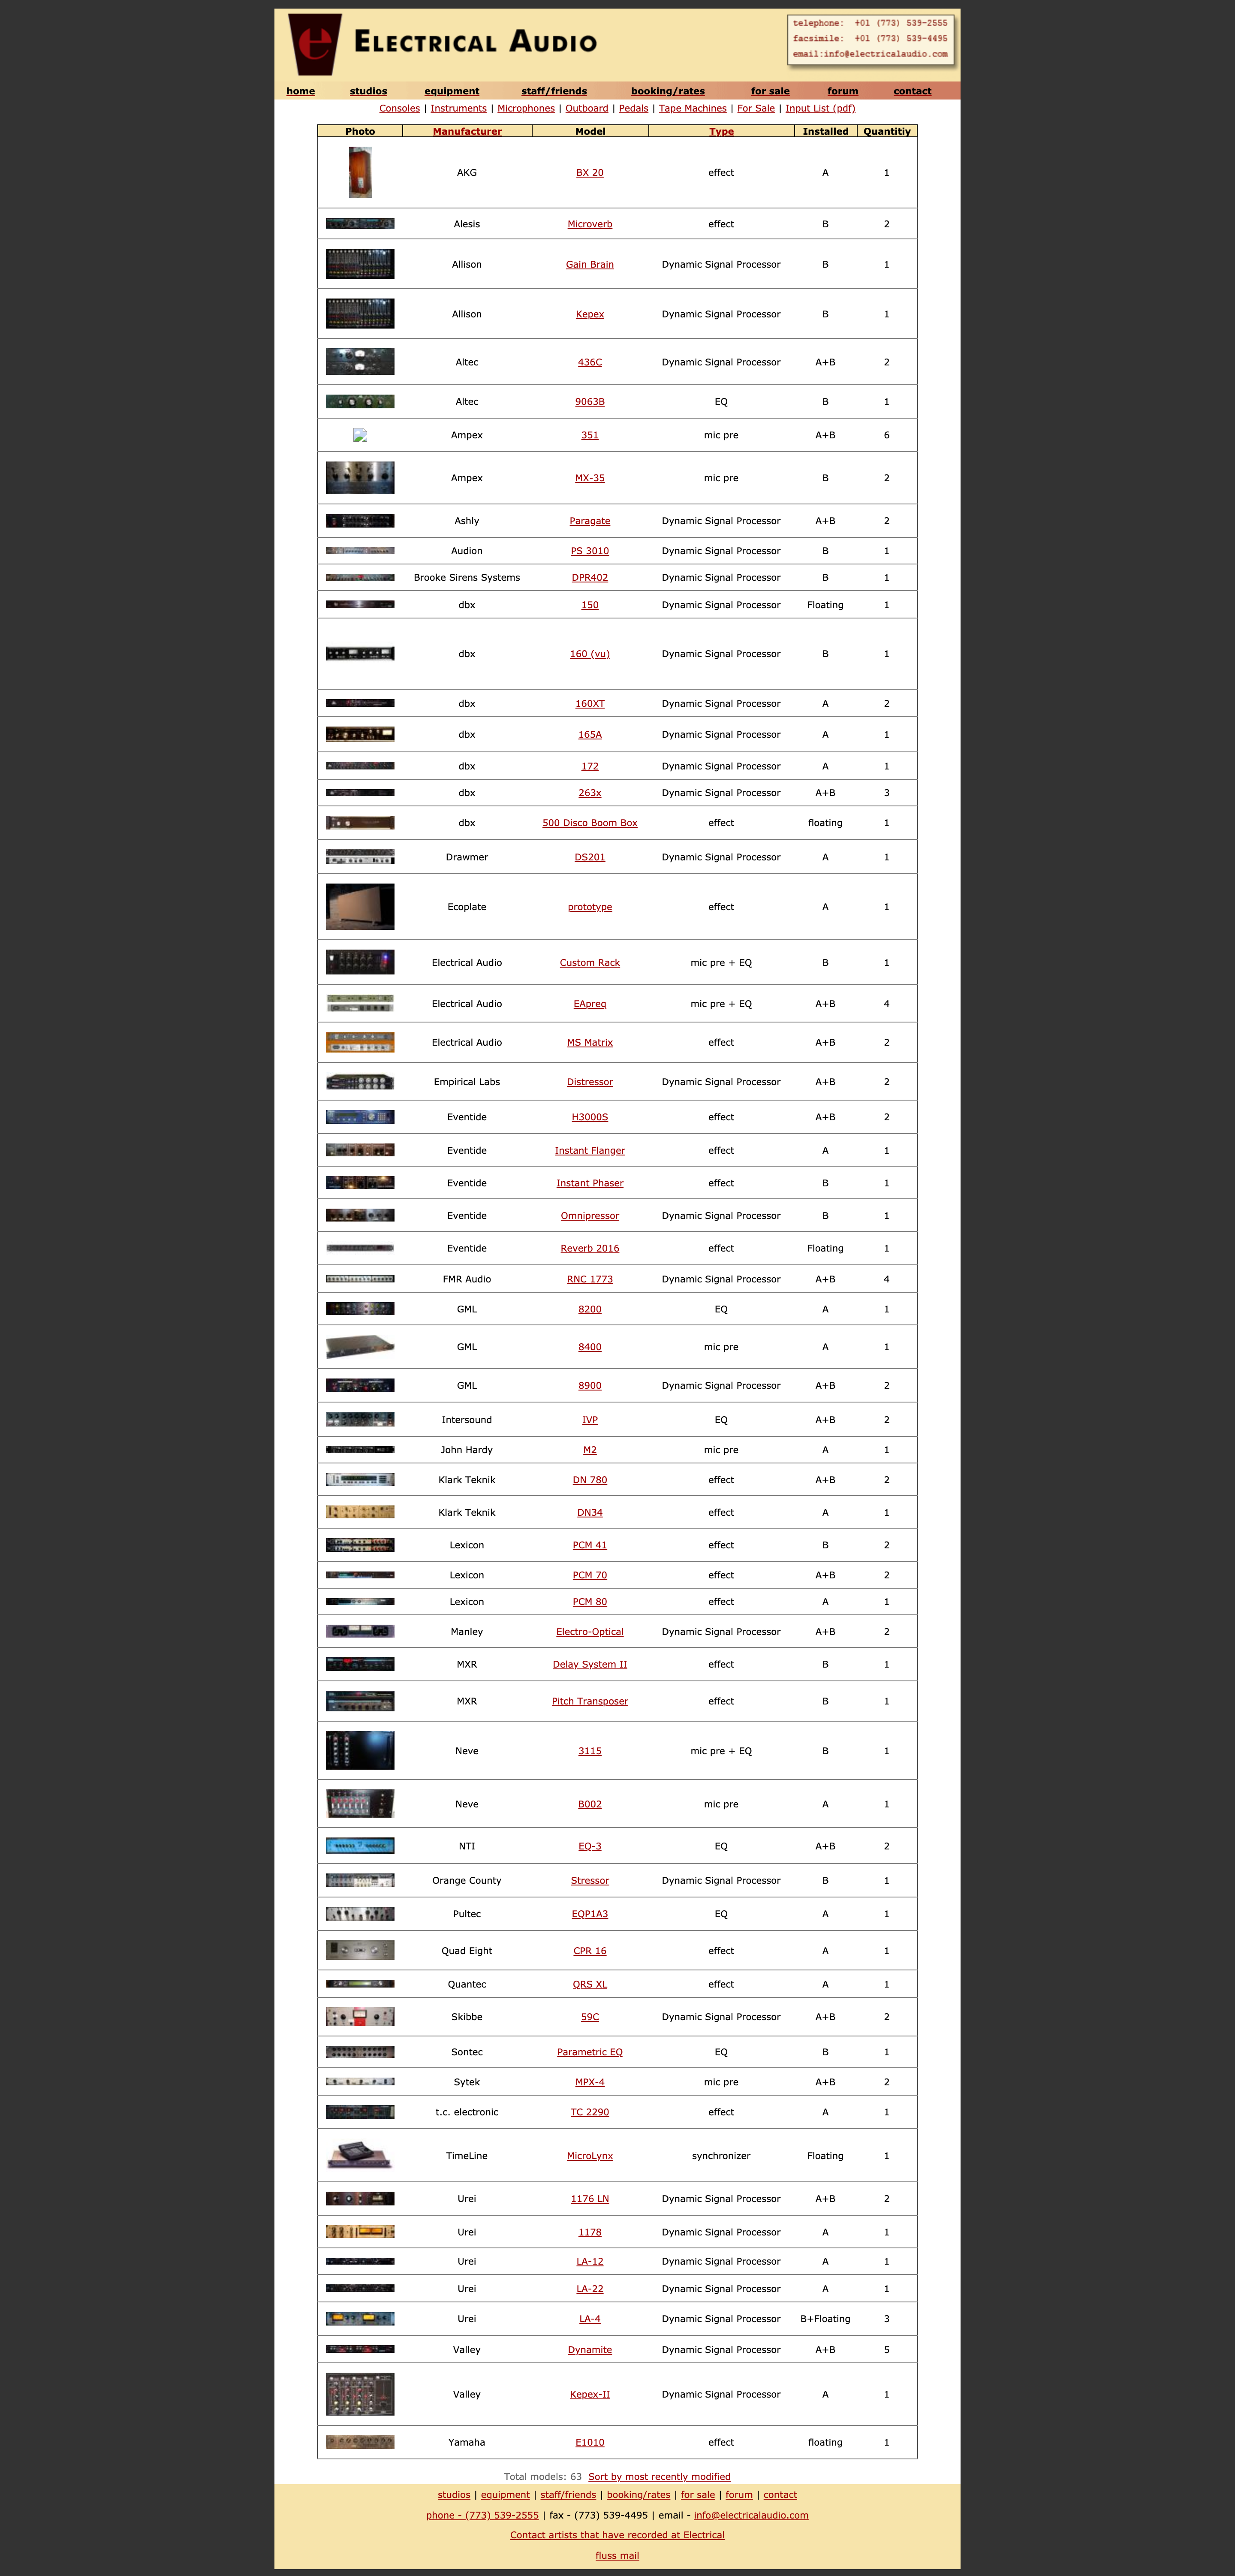 e ELECTRICAL AUDIO
telephone: +01 (773) 539-2555
facsimile: +01 (773) 539-4495
email:info@electricalaudio.com
home studios equipment staff/friends booking/rates for sale forum contact
Consoles | Instruments | Microphones | Outboard | Pedals | Tape Machines | For Sale | Input List (pdf)
Photo Manufacturer Model Type Installed Quantitiy
AKG BX 20 effect A 1
Alesis Microverb effect B 2
Allison Gain Brain Dynamic Signal Processor B 1
Allison Kepex Dynamic Signal Processor B 1
Altec 436C Dynamic Signal Processor A+B 2
Altec 9063B EQ B 1
Ampex 351 mic pre A+B 6
Ampex MX-35 mic pre B 2
Ashly Paragate Dynamic Signal Processor A+B 2
Audion PS 3010 Dynamic Signal Processor B 1
Brooke Sirens Systems DPR402 Dynamic Signal Processor B 1
dbx 150 Dynamic Signal Processor Floating 1
dbx 160 (vu) Dynamic Signal Processor B 1
dbx 160XT Dynamic Signal Processor A 2
dbx 165A Dynamic Signal Processor A 1
dbx 172 Dynamic Signal Processor A 1
dbx 263x Dynamic Signal Processor A+B 3
dbx 500 Disco Boom Box effect floating 1
Drawmer DS201 Dynamic Signal Processor A 1
Ecoplate prototype effect A 1
Electrical Audio Custom Rack mic pre + EQ B 1
Electrical Audio EApreq mic pre + EQ A+B 4
Electrical Audio MS Matrix effect A+B 2
Empirical Labs Distressor Dynamic Signal Processor A+B 2
Eventide H3000S effect A+B 2
Eventide Instant Flanger effect A 1
Eventide Instant Phaser effect B 1
Eventide Omnipressor Dynamic Signal Processor B 1
Eventide Reverb 2016 effect Floating 1
FMR Audio RNC 1773 Dynamic Signal Processor A+B 4
GML 8200 EQ A 1
GML 8400 mic pre A 1
GML 8900 Dynamic Signal Processor A+B 2
Intersound IVP EQ A+B 2
John Hardy M2 mic pre A 1
Klark Teknik DN 780 effect A+B 2
Klark Teknik DN34 effect A 1
Lexicon PCM 41 effect B 2
Lexicon PCM 70 effect A+B 2
Lexicon PCM 80 effect A 1
Manley Electro-Optical Dynamic Signal Processor A+B 2
MXR Delay System II effect B 1
MXR Pitch Transposer effect B 1
Neve 3115 mic pre + EQ B 1
Neve B002 mic pre A 1
NTI EQ-3 EQ A+B 2
Orange County Stressor Dynamic Signal Processor B 1
Pultec EQP1A3 EQ A 1
Quad Eight CPR 16 effect A 1
Quantec QRS XL effect A 1
Skibbe 59C Dynamic Signal Processor A+B 2
Sontec Parametric EQ EQ B 1
Sytek MPX-4 mic pre A+B 2
t.c. electronic TC 2290 effect A 1
TimeLine MicroLynx synchronizer Floating 1
Urei 1176 LN Dynamic Signal Processor A+B 2
Urei 1178 Dynamic Signal Processor A 1
Urei LA-12 Dynamic Signal Processor A 1
Urei LA-22 Dynamic Signal Processor A 1
Urei LA-4 Dynamic Signal Processor B+Floating 3
Valley Dynamite Dynamic Signal Processor A+B 5
Valley Kepex-II Dynamic Signal Processor A 1
Yamaha E1010 effect floating 1
Total models: 63 Sort by most recently modified
studios | equipment | staff/friends | booking/rates | for sale | forum | contact
phone - (773) 539-2555 | fax - (773) 539-4495 | email - info@electricalaudio.com
Contact artists that have recorded at Electrical
fluss mail